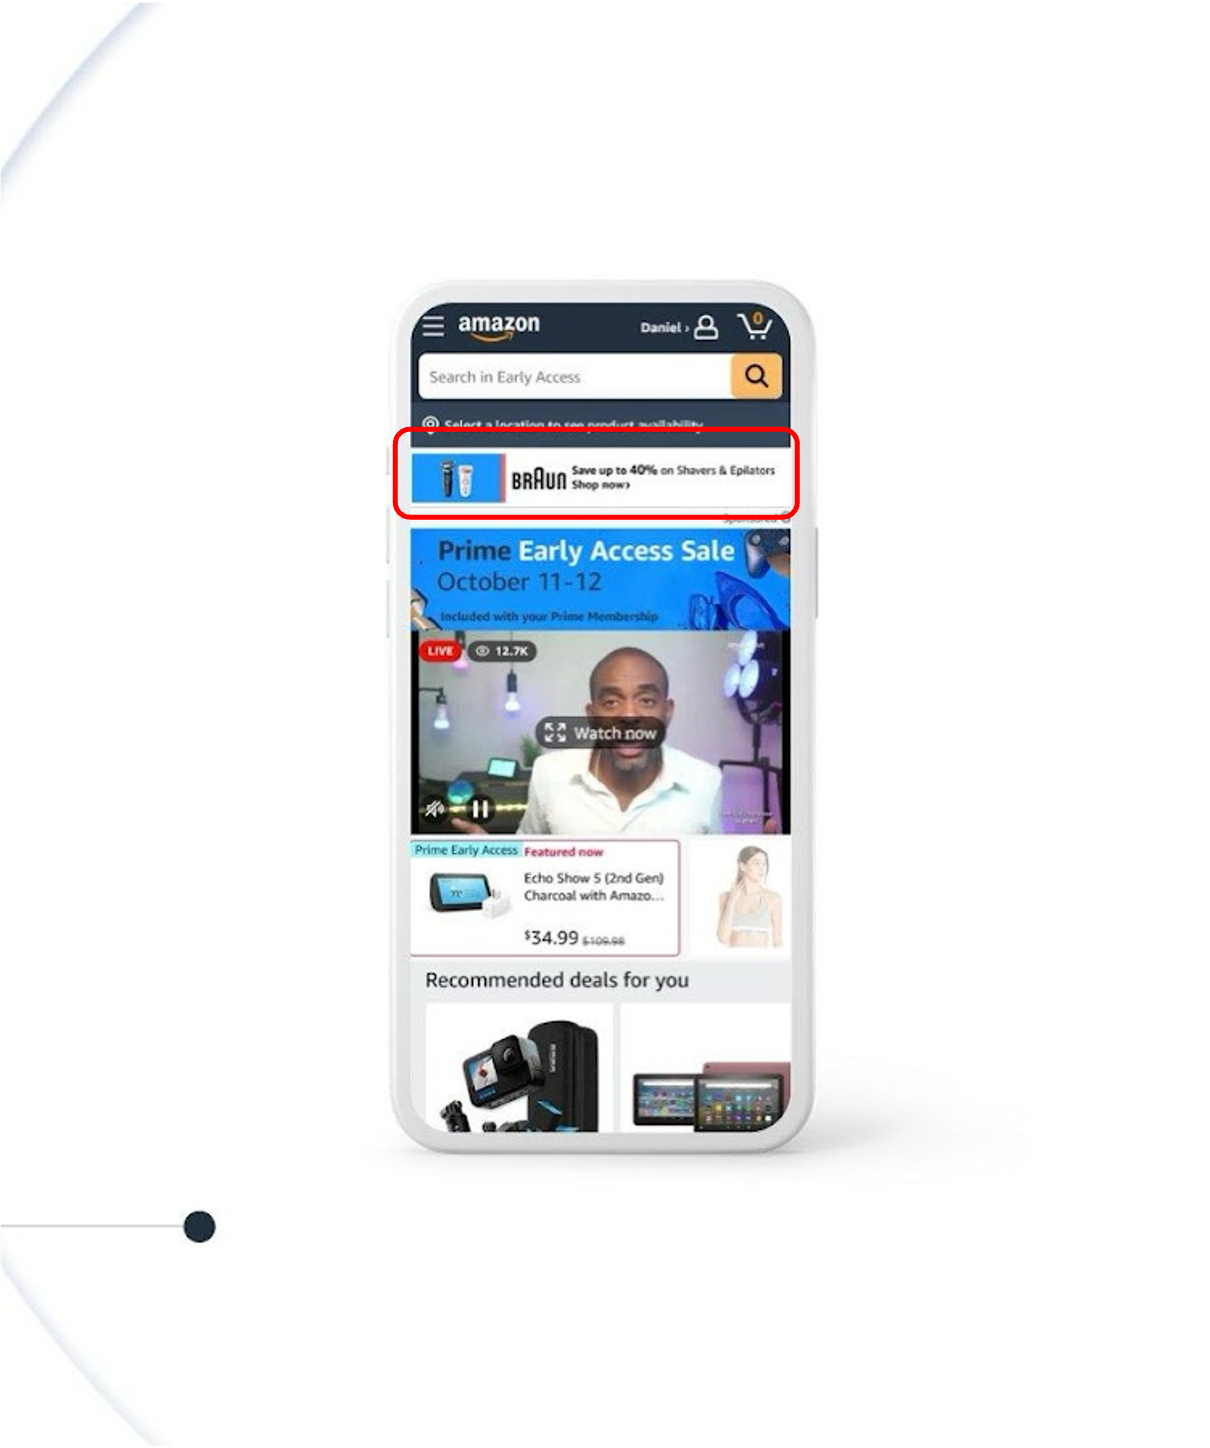 amazon
Daniel ›
0
Search in Early Access
Select a location to see product availability
BRAUN
Save up to 40% on Shavers & Epilators
Shop now›
Sponsored
Prime Early Access Sale
October 11-12
Included with your Prime Membership
LIVE
12.7K
Watch now
Prime Early Access
Featured now
Echo Show 5 (2nd Gen)
Charcoal with Amazo...
$34.99 $109.98
Recommended deals for you